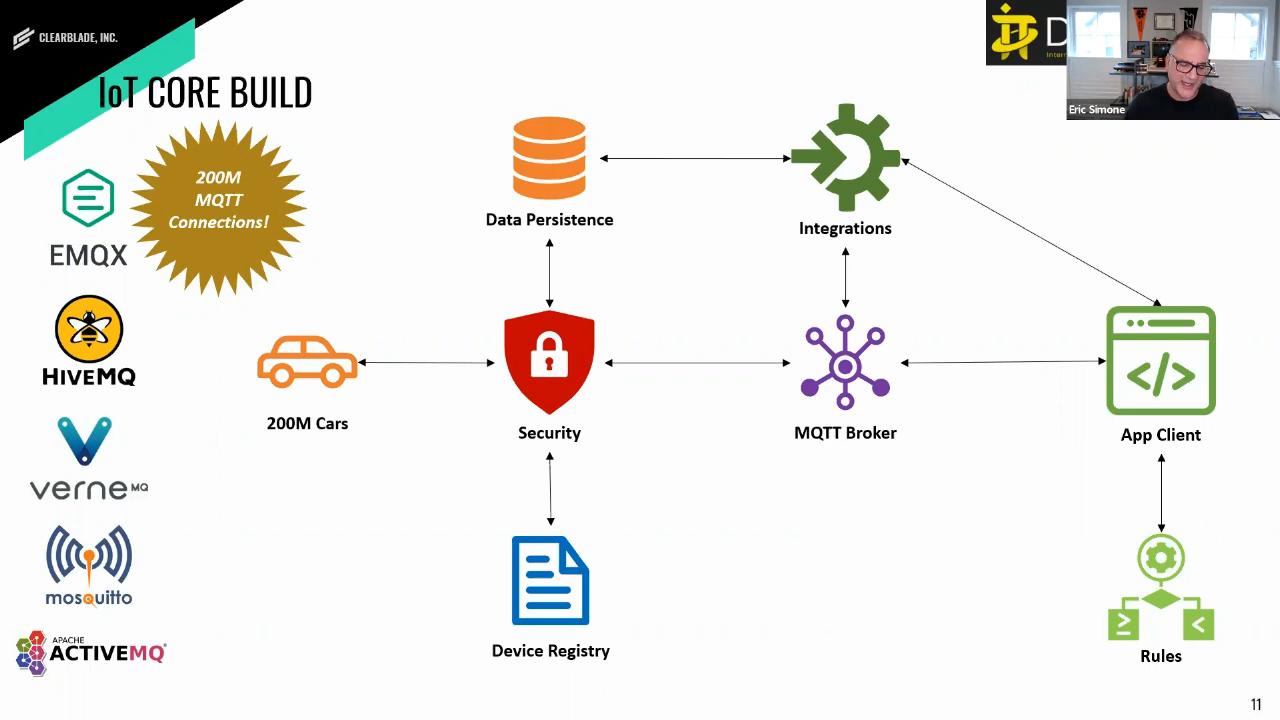 CLEARBLADE, INC.
IoT CORE BUILD
200M
MQTT
Connections!
EMQX
HIVEMQ
verne MQ
mosquitto
APACHE
ACTIVEMQ
Data Persistence
Integrations
200M Cars
Security
MQTT Broker
App Client
Device Registry
Rules
Eric Simone
11